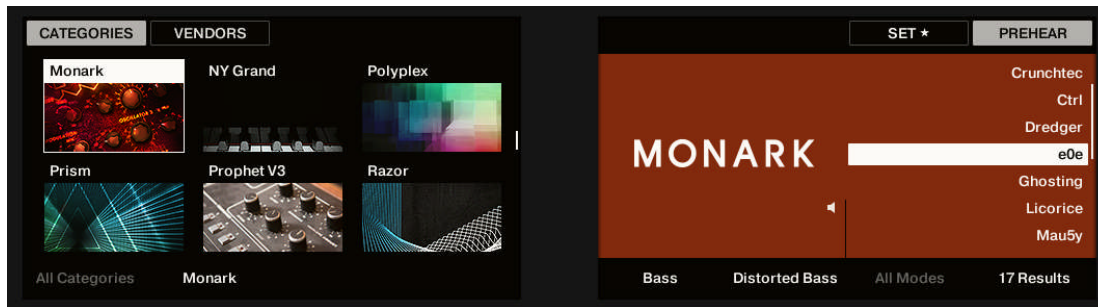 CATEGORIES VENDORS
Monark NY Grand Polyplex
Prism Prophet V3 Razor
All Categories Monark
SET ★ PREHEAR
MONARK
Crunchtec
Ctrl
Dredger
e0e
Ghosting
Licorice
Mau5y
Bass Distorted Bass All Modes 17 Results